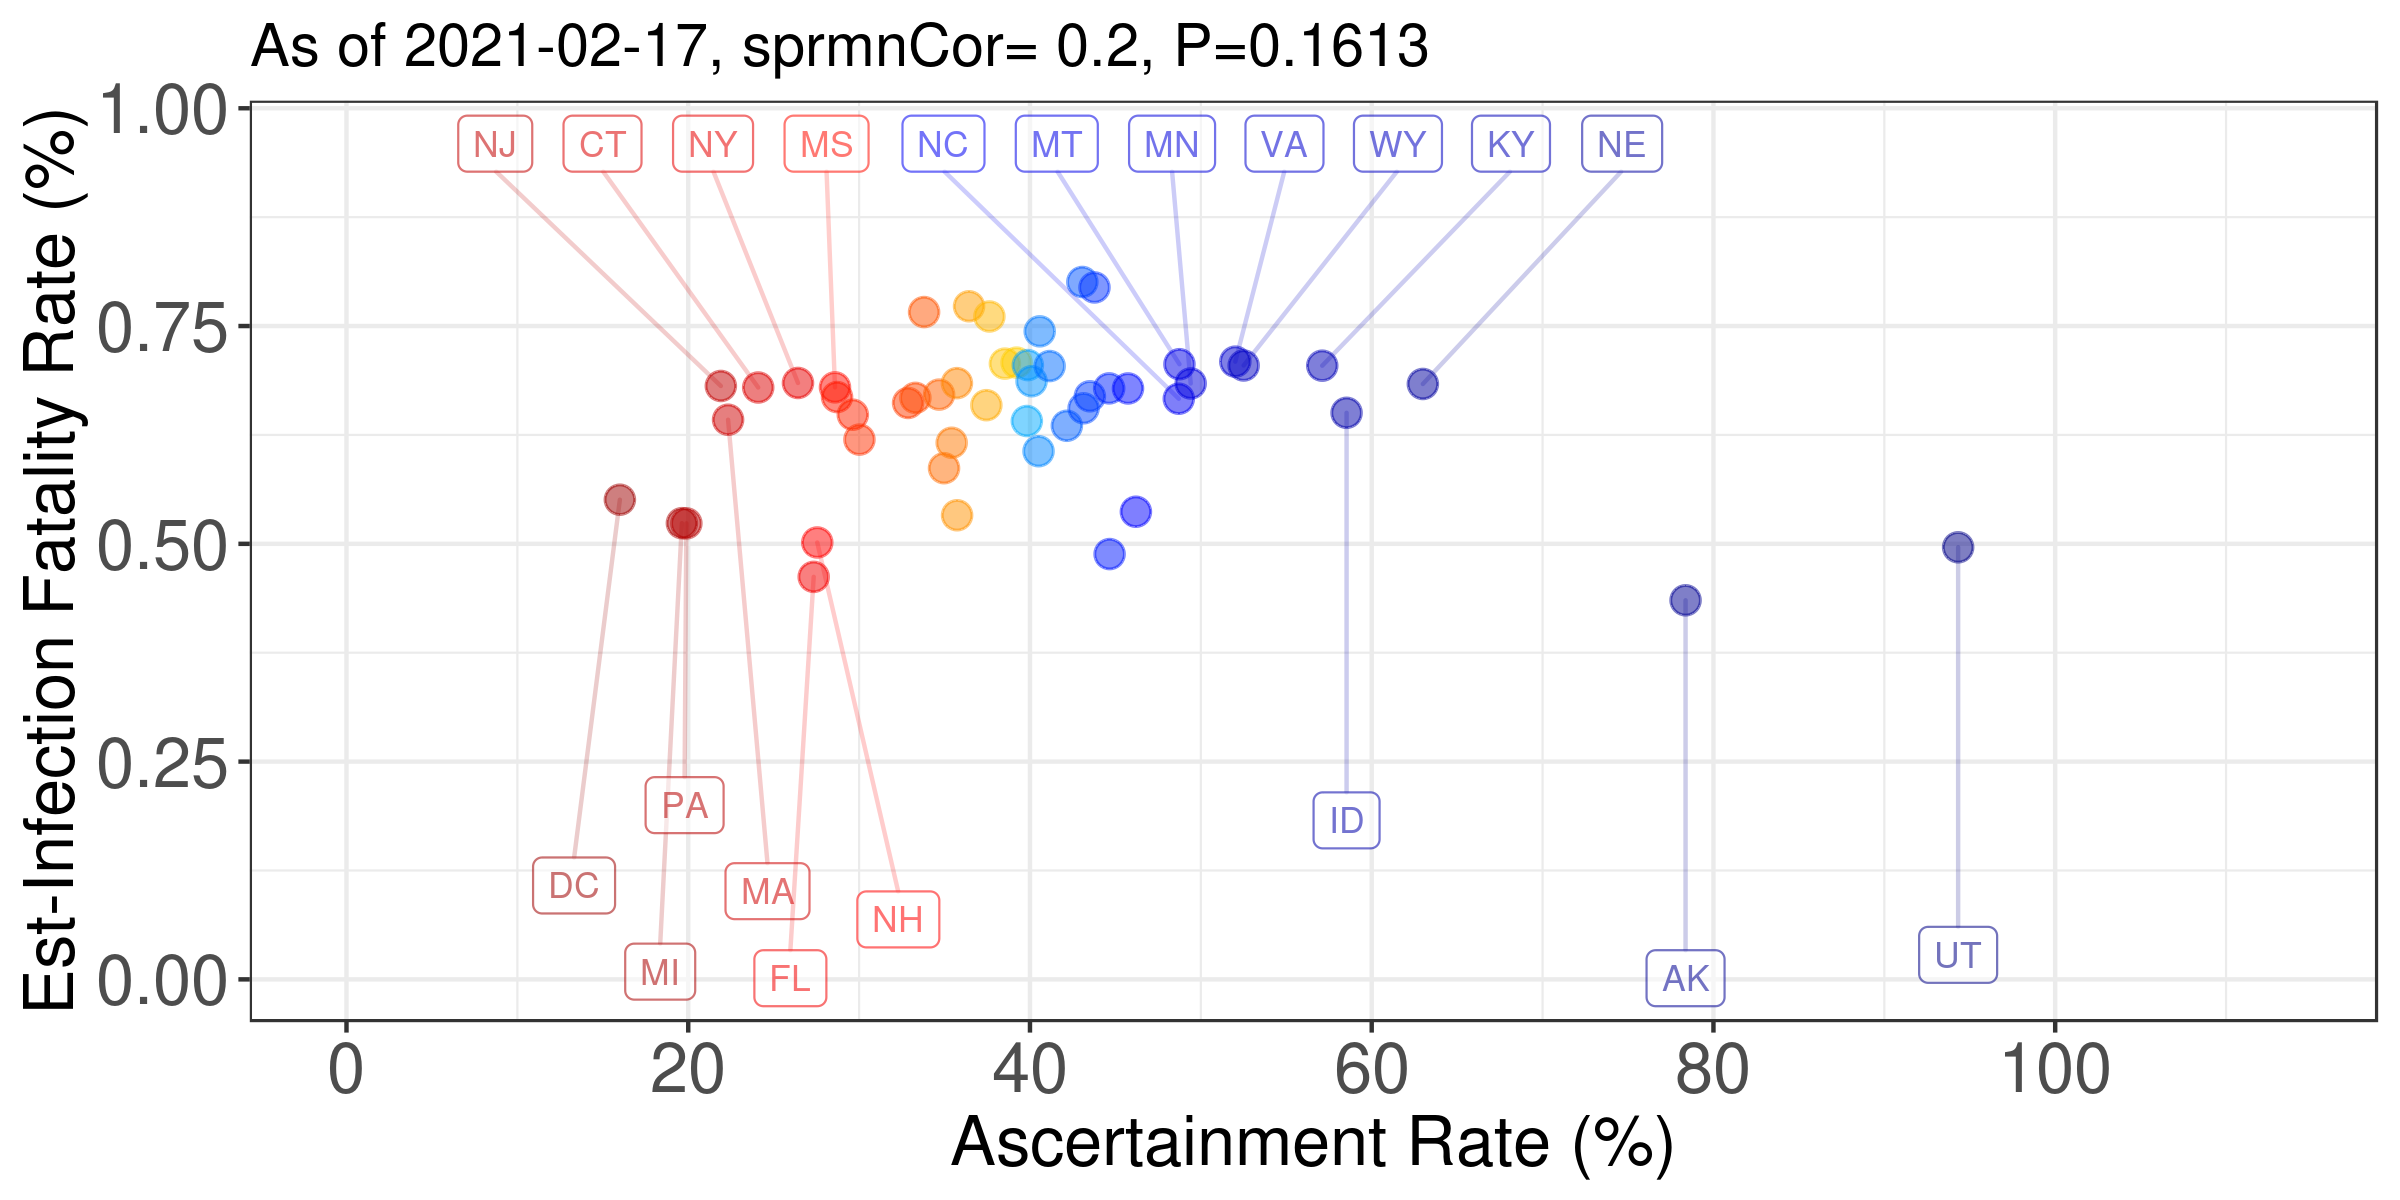 As of 2021-02-17, sprmnCor= 0.2, P=0.1613
Est-Infection Fatality Rate (%)
1.00
0.75
0.50
0.25
0.00
NJ CT NY MS NC MT MN VA WY KY NE
PA
ID
DC
MA
NH
UT
MI
FL
AK
0 20 40 60 80 100
Ascertainment Rate (%)